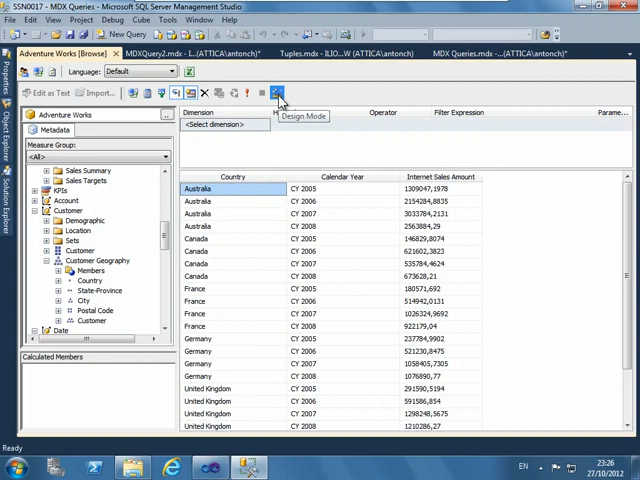 SSN0017 - MDX Queries - Microsoft SQL Server Management Studio
File Edit View Project Debug Cube Tools Dimension Window Help
New Query
Adventure Works [Browse] MDXQuery2.mdx - I...(ATTICA\antonch)* Tuples.mdx - ILIO...W (ATTICA\antonch) MDX Queries.mdx -...(ATTICA\antonch)*
Language: Default
Edit as Text Import...
Design Mode
Properties
Object Explorer
Solution Explorer
Adventure Works
Metadata
Measure Group:
<All>
Sales Summary
Sales Targets
KPIs
Account
Customer
Demographic
Location
Sets
Customer
Customer Geography
Members
Country
State-Province
City
Postal Code
Customer
Date
Calculated Members
Dimension H Operator Filter Expression Parame...
<Select dimension>
Country Calendar Year Internet Sales Amount
Australia CY 2005 1309047,1978
Australia CY 2006 2154284,8835
Australia CY 2007 3033784,2131
Australia CY 2008 2563884,29
Canada CY 2005 146829,8074
Canada CY 2006 621602,3823
Canada CY 2007 535784,4624
Canada CY 2008 673628,21
France CY 2005 180571,692
France CY 2006 514942,0131
France CY 2007 1026324,9692
France CY 2008 922179,04
Germany CY 2005 237784,9902
Germany CY 2006 521230,8475
Germany CY 2007 1058405,7305
Germany CY 2008 1076890,77
United Kingdom CY 2005 291590,5194
United Kingdom CY 2006 591586,854
United Kingdom CY 2007 1298248,5675
United Kingdom CY 2008 1210286,27
Ready
EN 23:26
27/10/2012